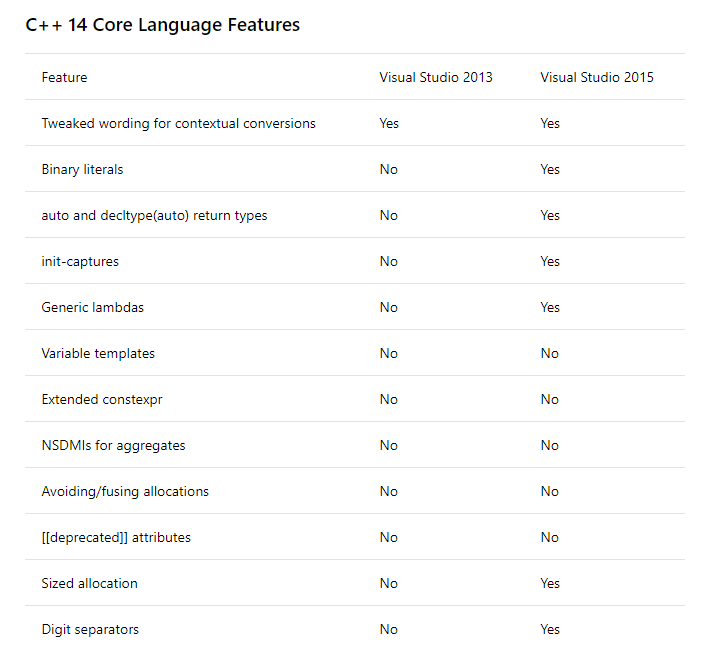 C++ 14 Core Language Features
Feature Visual Studio 2013 Visual Studio 2015
Tweaked wording for contextual conversions Yes Yes
Binary literals No Yes
auto and decltype(auto) return types No Yes
init-captures No Yes
Generic lambdas No Yes
Variable templates No No
Extended constexpr No No
NSDMIs for aggregates No No
Avoiding/fusing allocations No No
[[deprecated]] attributes No No
Sized allocation No Yes
Digit separators No Yes